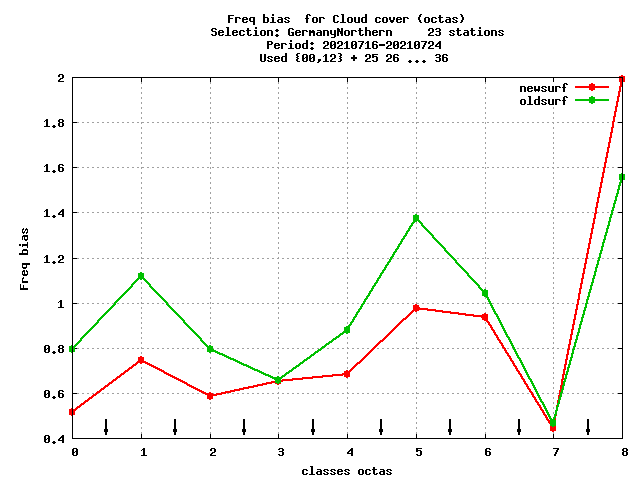 Freq bias  for Cloud cover (octas)
Selection: GermanyNorthern     23 stations
Period: 20210716-20210724
Used {00,12} + 25 26 ... 36
newsurf
oldsurf
2
1.8
1.6
1.4
1.2
1
0.8
0.6
0.4
Freq bias
0 1 2 3 4 5 6 7 8
classes octas